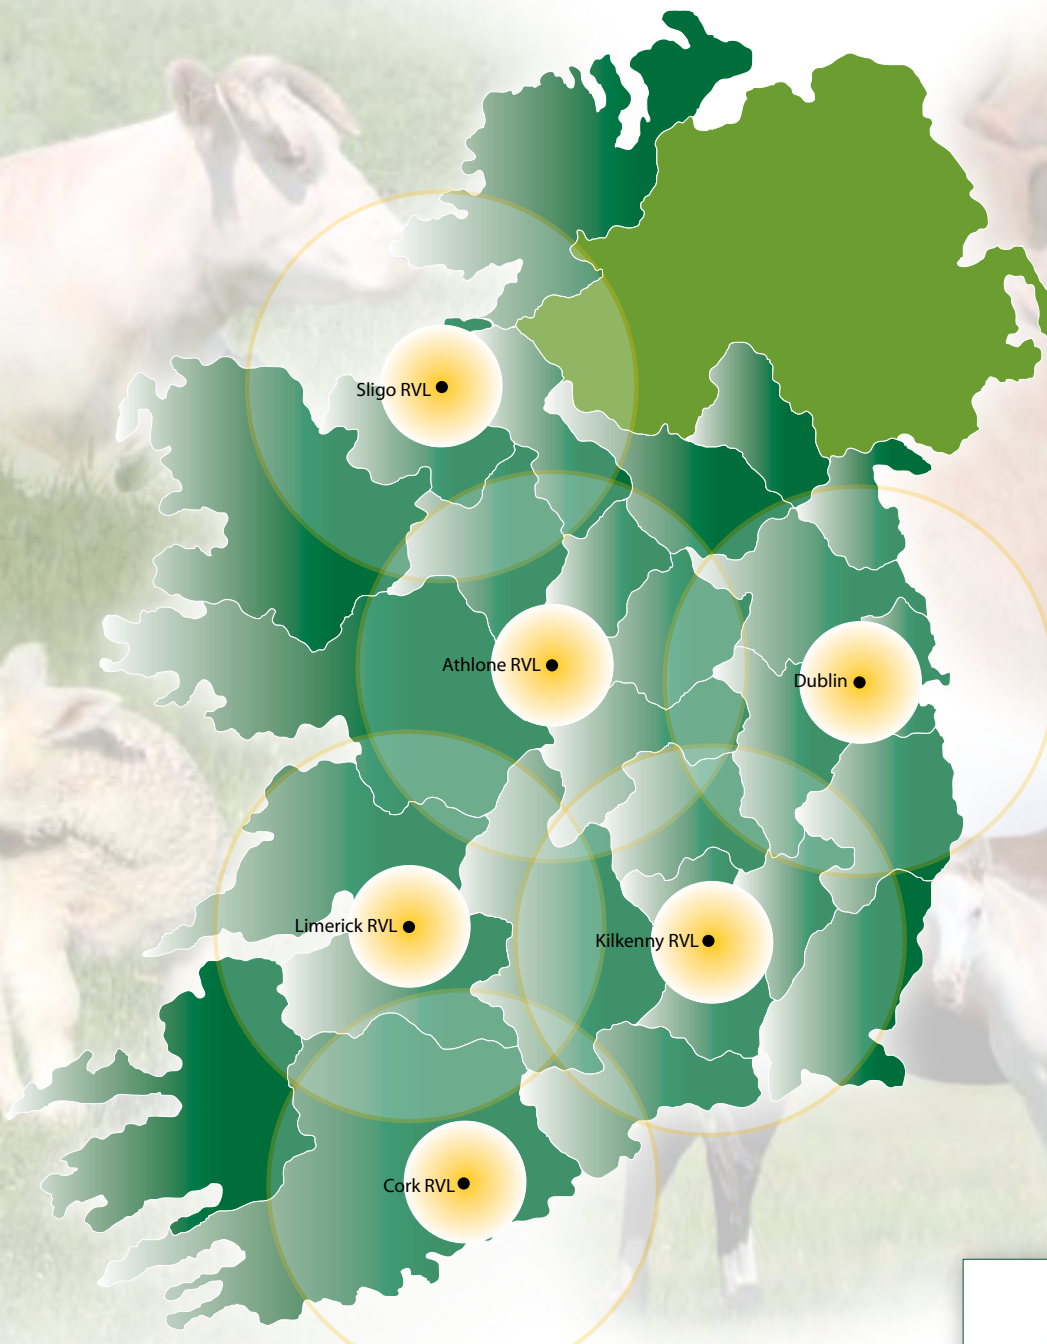 Sligo RVL
Athlone RVL
Dublin
Limerick RVL
Kilkenny RVL
Cork RVL